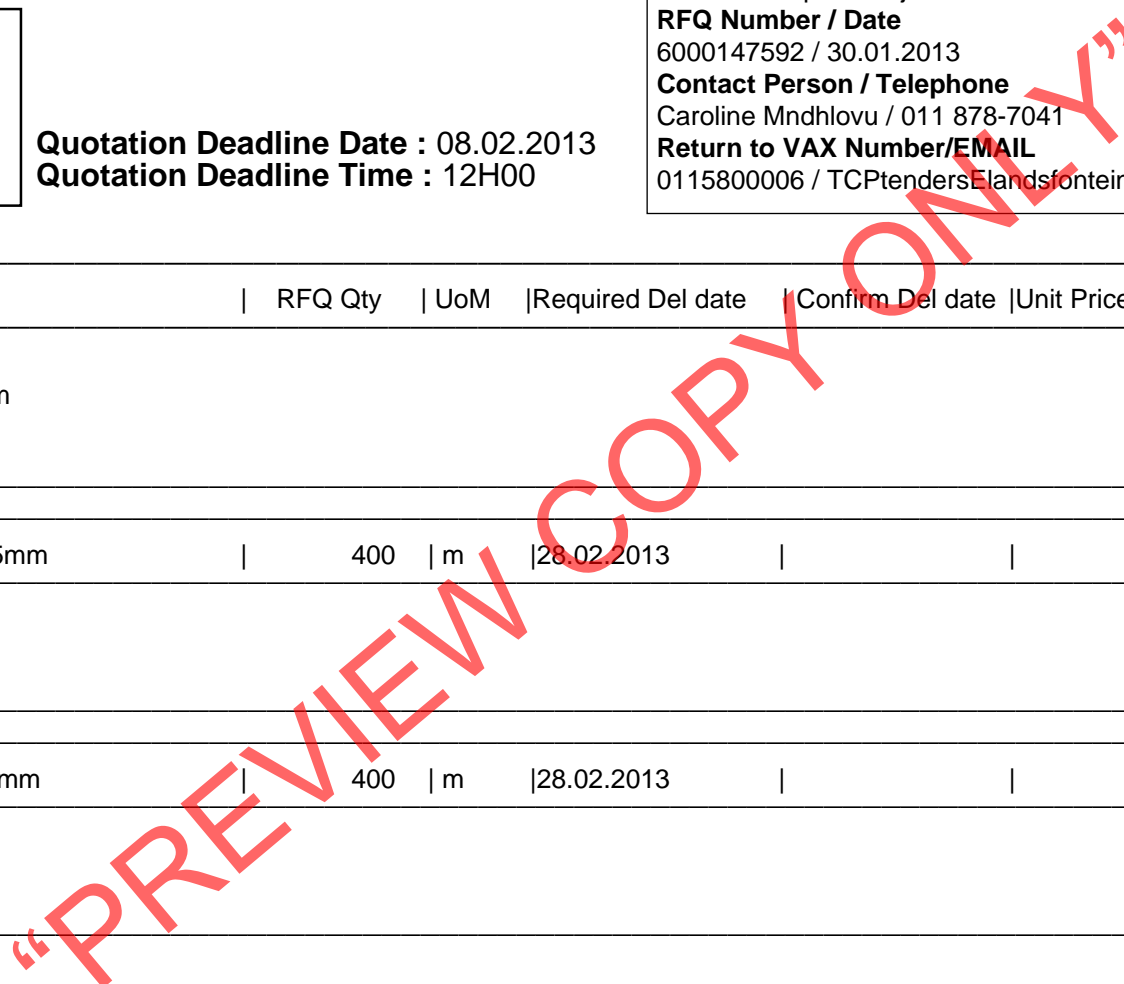 RFQ Number / Date
6000147592 / 30.01.2013
Contact Person / Telephone
Caroline Mndhlovu / 011 878-7041
Return to VAX Number/EMAIL
0115800006 / TCPtendersElandsfontein
Quotation Deadline Date : 08.02.2013
Quotation Deadline Time : 12H00
| RFQ Qty | UoM |Required Del date | Confirm Del date |Unit Price
5mm | 400 | m |28.02.2013 | |
mm | 400 | m |28.02.2013 | |
“PREVIEW COPY ONLY”